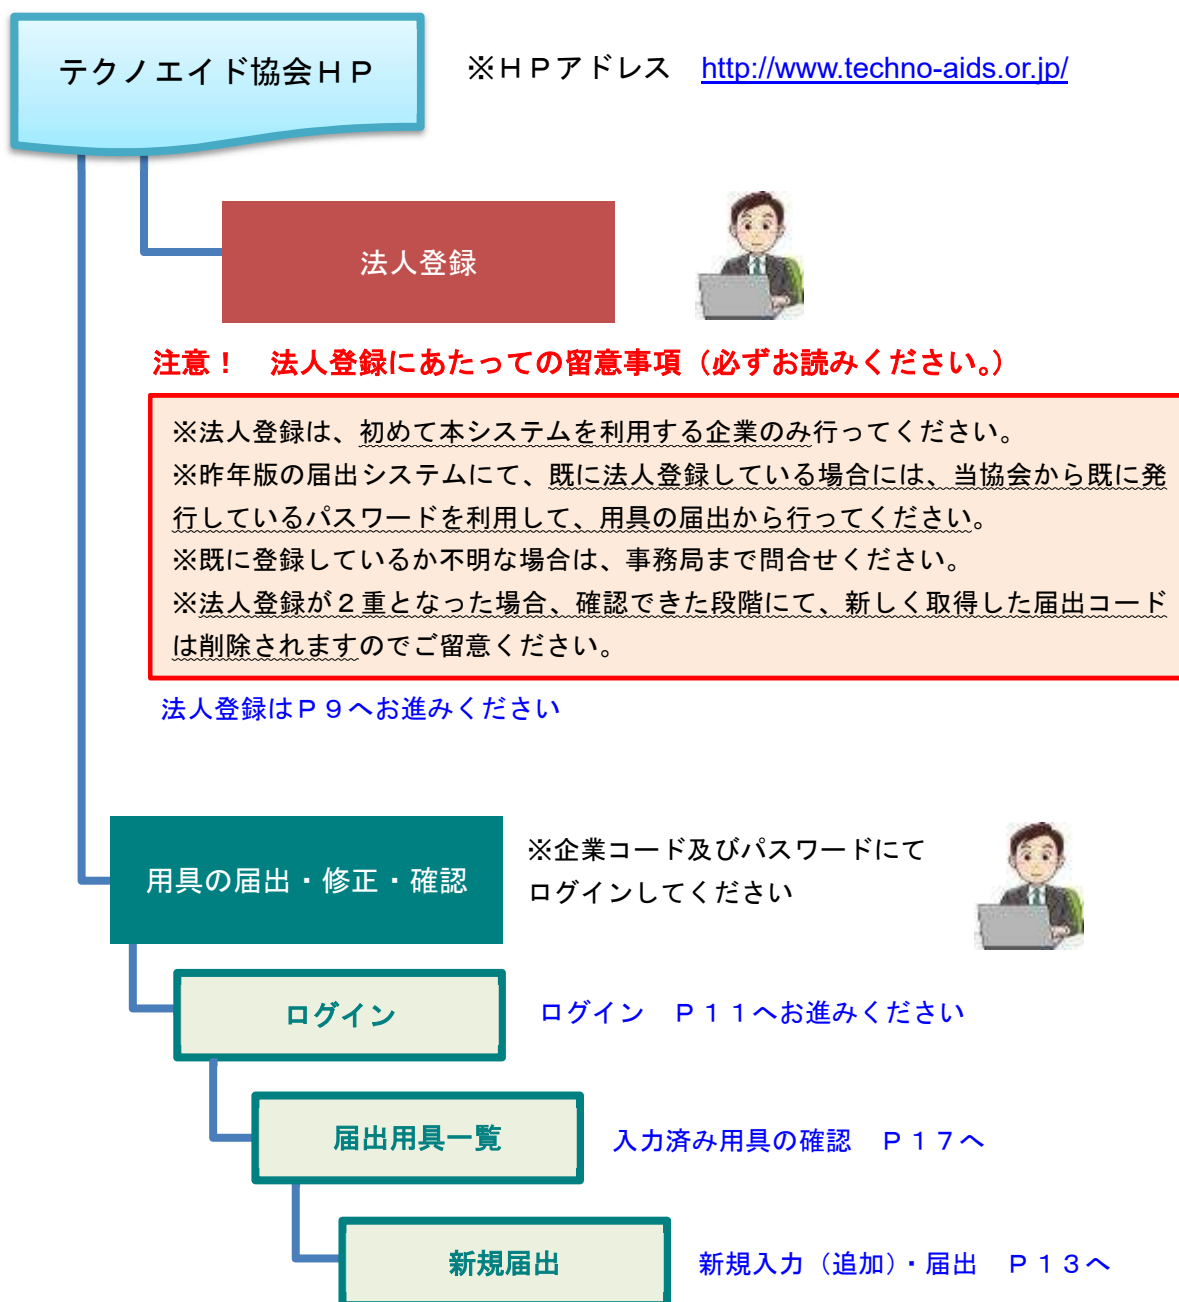 テクノエイド協会ＨＰ
※ＨＰアドレス　http://www.techno-aids.or.jp/
法人登録
注意！　法人登録にあたっての留意事項（必ずお読みください。）
※法人登録は、初めて本システムを利用する企業のみ行ってください。
※昨年版の届出システムにて、既に法人登録している場合には、当協会から既に発
行しているパスワードを利用して、用具の届出から行ってください。
※既に登録しているか不明な場合は、事務局まで問合せください。
※法人登録が２重となった場合、確認できた段階にて、新しく取得した届出コード
は削除されますのでご留意ください。
法人登録はＰ９へお進みください
用具の届出・修正・確認
※企業コード及びパスワードにて
ログインしてください
ログイン
ログイン　Ｐ１１へお進みください
届出用具一覧
入力済み用具の確認　Ｐ１７へ
新規届出
新規入力（追加）・届出　Ｐ１３へ